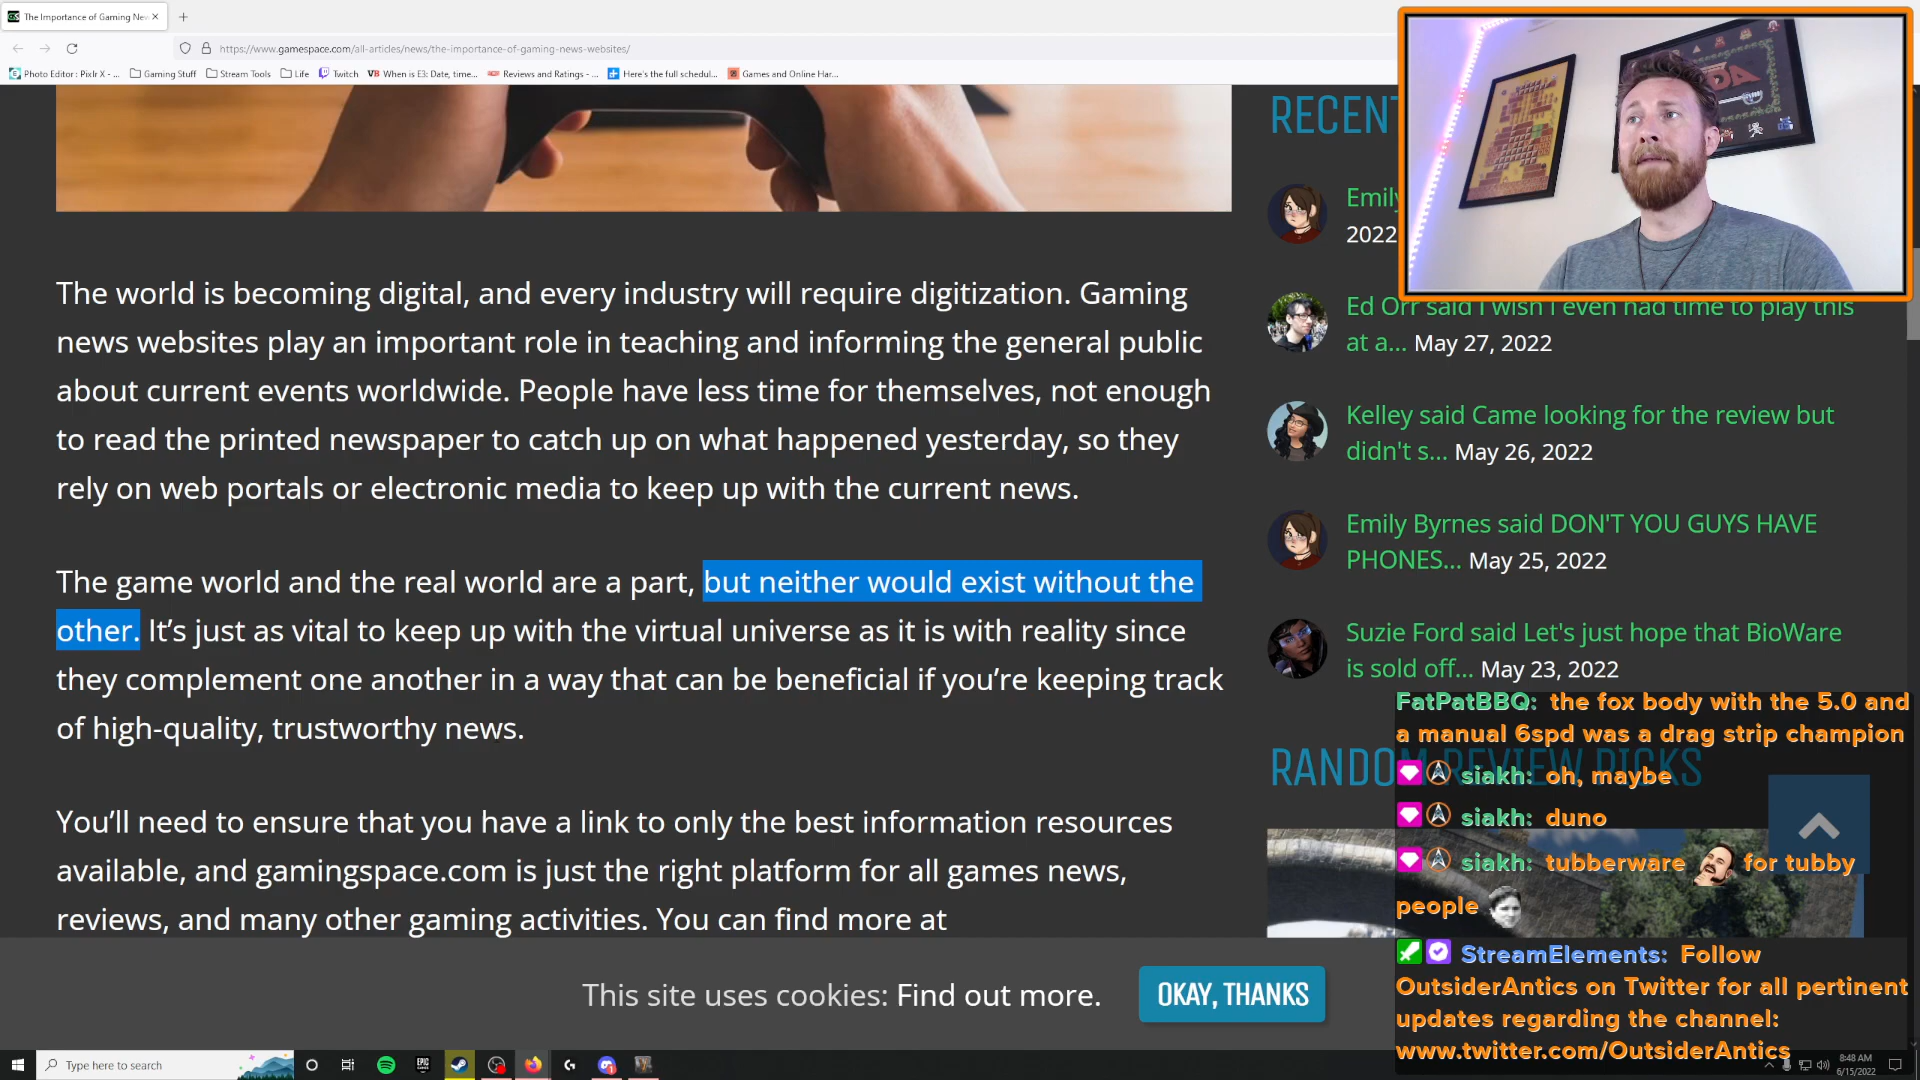 The Importance of Gaming New
https://www.gamespace.com/all-articles/news/the-importance-of-gaming-news-websites/
Photo Editor : Pixlr X - ...
Gaming Stuff
Stream Tools
Life
Twitch
VB When is E3: Date, time...
Reviews and Ratings - ...
Here's the full schedul...
Games and Online Har...
The world is becoming digital, and every industry will require digitization. Gaming
news websites play an important role in teaching and informing the general public
about current events worldwide. People have less time for themselves, not enough
to read the printed newspaper to catch up on what happened yesterday, so they
rely on web portals or electronic media to keep up with the current news.
The game world and the real world are a part, but neither would exist without the
other. It’s just as vital to keep up with the virtual universe as it is with reality since
they complement one another in a way that can be beneficial if you’re keeping track
of high-quality, trustworthy news.
You’ll need to ensure that you have a link to only the best information resources
available, and gamingspace.com is just the right platform for all games news,
reviews, and many other gaming activities. You can find more at
RECENT
Emily
2022
Ed Orr said I wish I even had time to play this
at a... May 27, 2022
Kelley said Came looking for the review but
didn't s... May 26, 2022
Emily Byrnes said DON'T YOU GUYS HAVE
PHONES... May 25, 2022
Suzie Ford said Let's just hope that BioWare
is sold off... May 23, 2022
RANDOM REVIEW PICKS
FatPatBBQ: the fox body with the 5.0 and
a manual 6spd was a drag strip champion
siakh: oh, maybe
siakh: duno
siakh: tubberware for tubby
people
StreamElements: Follow
OutsiderAntics on Twitter for all pertinent
updates regarding the channel:
www.twitter.com/OutsiderAntics
This site uses cookies: Find out more.
OKAY, THANKS
Type here to search
8:48 AM
6/15/2022